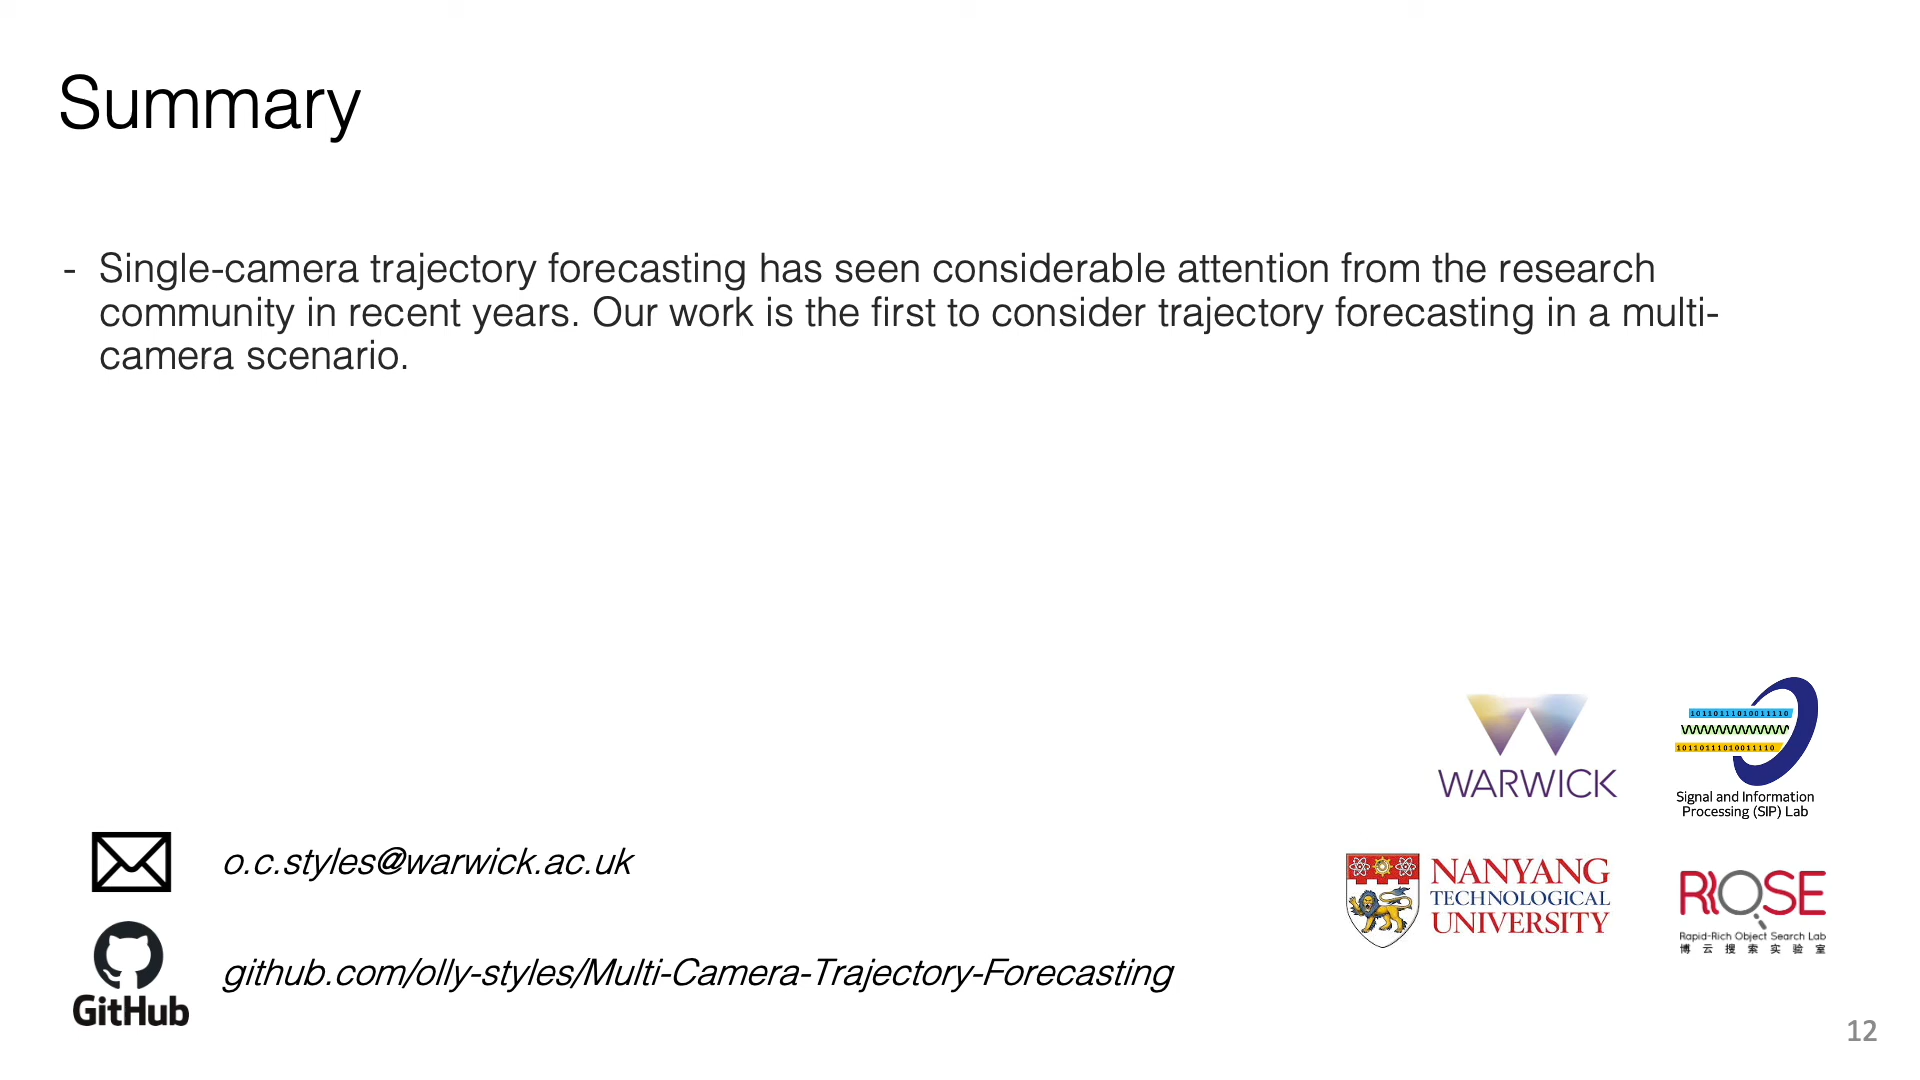 Summary
- Single-camera trajectory forecasting has seen considerable attention from the research
community in recent years. Our work is the first to consider trajectory forecasting in a multi-
camera scenario.
WARWICK
10110111010011110
10110111010011110
Signal and Information
Processing (SIP) Lab
o.c.styles@warwick.ac.uk
NANYANG
TECHNOLOGICAL
UNIVERSITY
ROSE
Rapid-Rich Object Search Lab
博云搜索实验室
GitHub
github.com/olly-styles/Multi-Camera-Trajectory-Forecasting
12